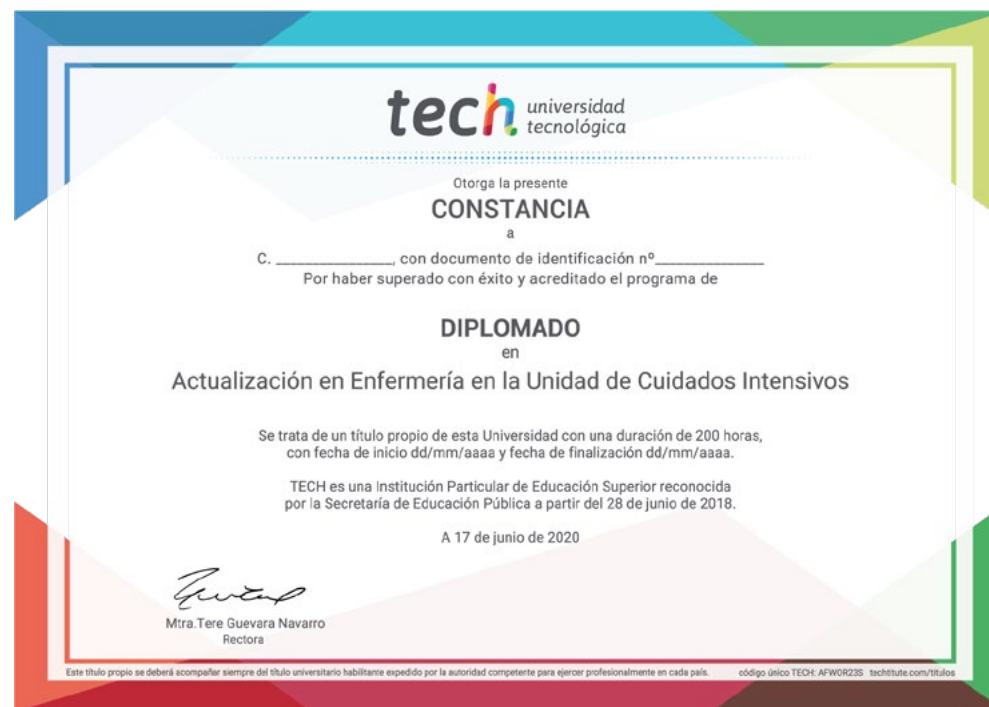 tech universidad
tecnológica
Otorga la presente
CONSTANCIA
a
C. ________________, con documento de identificación nº_______________
Por haber superado con éxito y acreditado el programa de
DIPLOMADO
en
Actualización en Enfermería en la Unidad de Cuidados Intensivos
Se trata de un título propio de esta Universidad con una duración de 200 horas,
con fecha de inicio dd/mm/aaaa y fecha de finalización dd/mm/aaaa.
TECH es una Institución Particular de Educación Superior reconocida
por la Secretaría de Educación Pública a partir del 28 de junio de 2018.
A 17 de junio de 2020
Mtra.Tere Guevara Navarro
Rectora
Este título propio se deberá acompañar siempre del título universitario habilitante expedido por la autoridad competente para ejercer profesionalmente en cada país. código único TECH: AFWOR23S techtitute.com/titulos